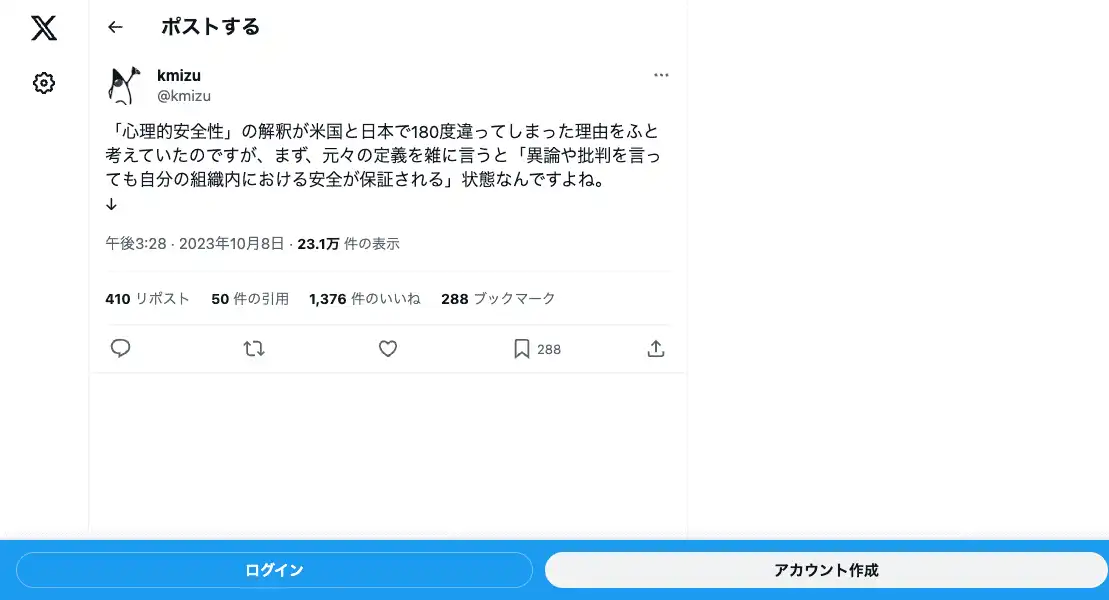 ポストする
kmizu
@kmizu
「心理的安全性」の解釈が米国と日本で180度違ってしまった理由をふと
考えていたのですが、まず、元々の定義を雑に言うと「異論や批判を言っ
ても自分の組織内における安全が保証される」状態なんですよね。
↓
午後3:28 · 2023年10月8日 · 23.1万 件の表示
410 リポスト 50 件の引用 1,376 件のいいね 288 ブックマーク
288
ログイン アカウント作成